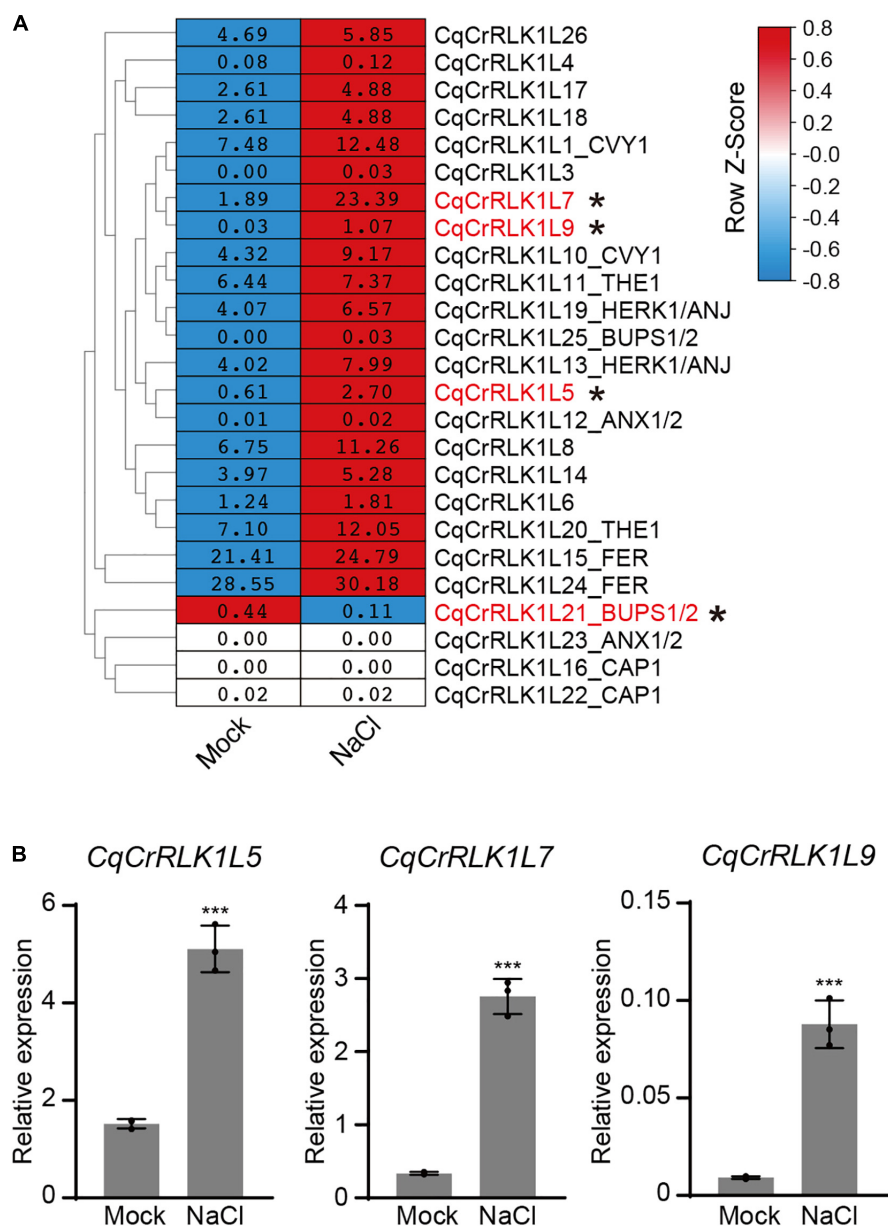 A
4.69 5.85 CqCrRLK1L26
0.08 0.12 CqCrRLK1L4
2.61 4.88 CqCrRLK1L17
2.61 4.88 CqCrRLK1L18
7.48 12.48 CqCrRLK1L1_CVY1
0.00 0.03 CqCrRLK1L3
1.89 23.39 CqCrRLK1L7 *
0.03 1.07 CqCrRLK1L9 *
4.32 9.17 CqCrRLK1L10_CVY1
6.44 7.37 CqCrRLK1L11_THE1
4.07 6.57 CqCrRLK1L19_HERK1/ANJ
0.00 0.03 CqCrRLK1L25_BUPS1/2
4.02 7.99 CqCrRLK1L13_HERK1/ANJ
0.61 2.70 CqCrRLK1L5 *
0.01 0.02 CqCrRLK1L12_ANX1/2
6.75 11.26 CqCrRLK1L8
3.97 5.28 CqCrRLK1L14
1.24 1.81 CqCrRLK1L6
7.10 12.05 CqCrRLK1L20_THE1
21.41 24.79 CqCrRLK1L15_FER
28.55 30.18 CqCrRLK1L24_FER
0.44 0.11 CqCrRLK1L21_BUPS1/2 *
0.00 0.00 CqCrRLK1L23_ANX1/2
0.00 0.00 CqCrRLK1L16_CAP1
0.02 0.02 CqCrRLK1L22_CAP1
Mock NaCl
Row Z-Score
0.8
0.6
0.4
0.2
-0.0
-0.2
-0.4
-0.6
-0.8
B
CqCrRLK1L5
Relative expression
6
4
2
0
***
Mock NaCl
CqCrRLK1L7
Relative expression
4
3
2
1
0
***
Mock NaCl
CqCrRLK1L9
Relative expression
0.15
0.10
0.05
0
***
Mock NaCl